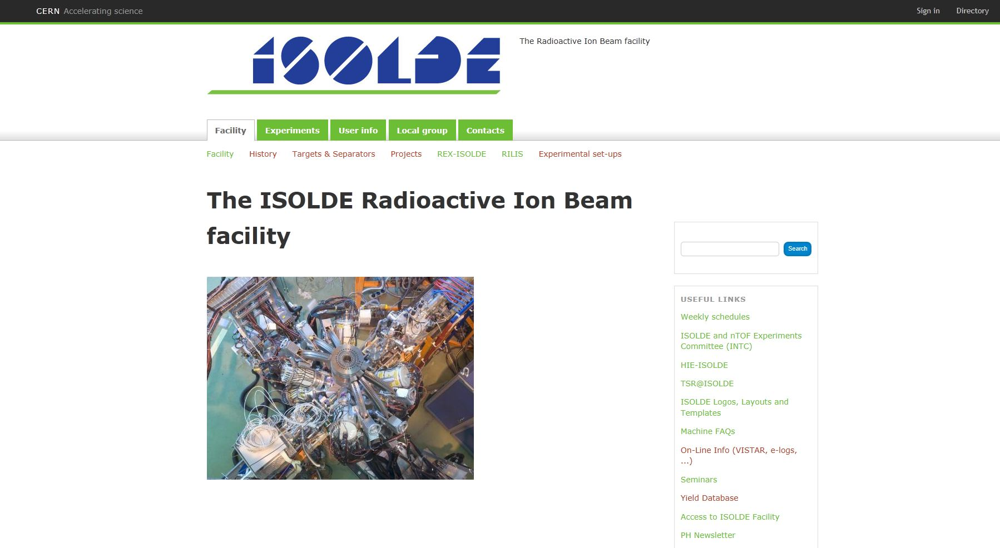 CERN Accelerating science
Sign in
Directory
ISOLDE
The Radioactive Ion Beam facility
Facility
Experiments
User info
Local group
Contacts
Facility
History
Targets & Separators
Projects
REX-ISOLDE
RILIS
Experimental set-ups
The ISOLDE Radioactive Ion Beam
facility
Search
USEFUL LINKS
Weekly schedules
ISOLDE and nTOF Experiments
Committee (INTC)
HIE-ISOLDE
TSR@ISOLDE
ISOLDE Logos, Layouts and
Templates
Machine FAQs
On-Line Info (VISTAR, e-logs,
...)
Seminars
Yield Database
Access to ISOLDE Facility
PH Newsletter